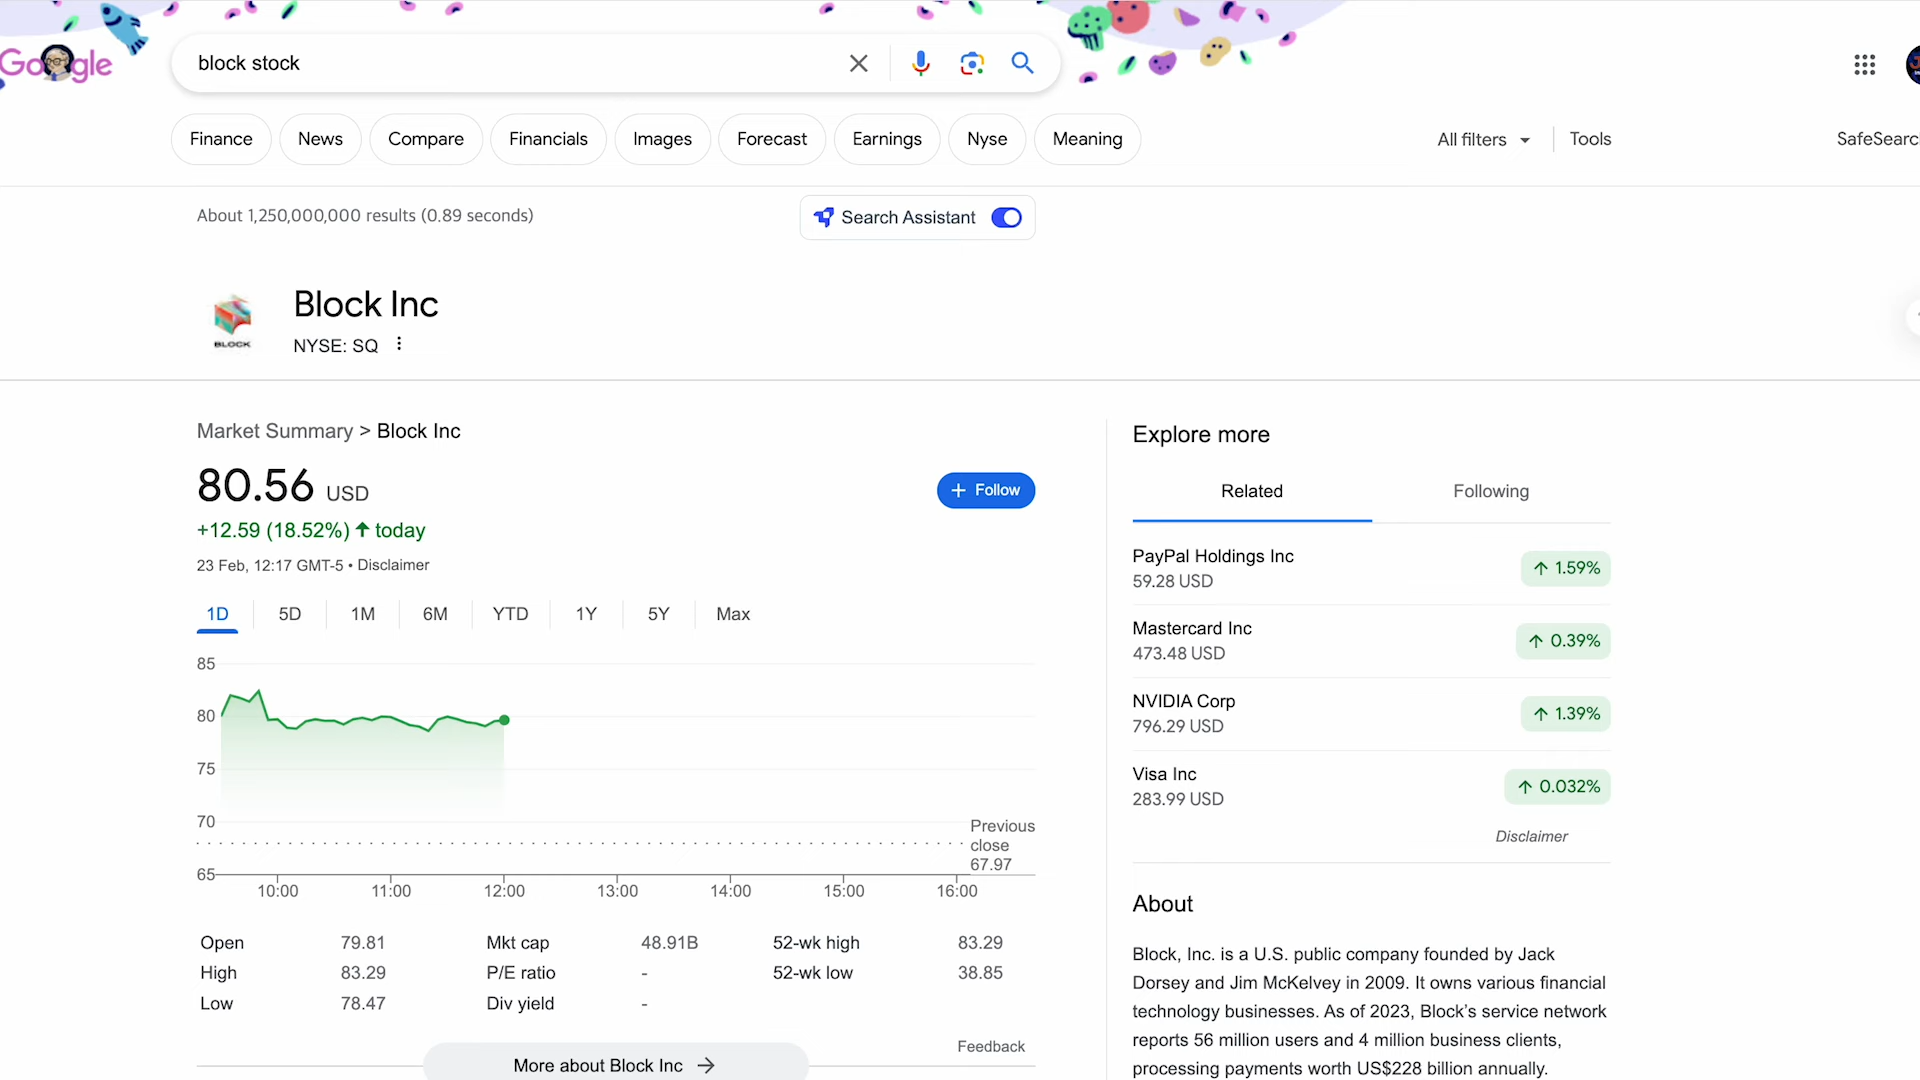 Google
block stock
Finance
News
Compare
Financials
Images
Forecast
Earnings
Nyse
Meaning
All filters
Tools
SafeSearc
About 1,250,000,000 results (0.89 seconds)
Search Assistant
BLOCK
Block Inc
NYSE: SQ
Market Summary > Block Inc
80.56 USD
+ Follow
+12.59 (18.52%) ↑ today
23 Feb, 12:17 GMT-5 • Disclaimer
1D
5D
1M
6M
YTD
1Y
5Y
Max
85
80
75
70
65
Previous
close
67.97
10:00
11:00
12:00
13:00
14:00
15:00
16:00
Open 79.81 Mkt cap 48.91B 52-wk high 83.29
High 83.29 P/E ratio - 52-wk low 38.85
Low 78.47 Div yield -
Feedback
More about Block Inc →
Explore more
Related
Following
PayPal Holdings Inc
59.28 USD
↑ 1.59%
Mastercard Inc
473.48 USD
↑ 0.39%
NVIDIA Corp
796.29 USD
↑ 1.39%
Visa Inc
283.99 USD
↑ 0.032%
Disclaimer
About
Block, Inc. is a U.S. public company founded by Jack
Dorsey and Jim McKelvey in 2009. It owns various financial
technology businesses. As of 2023, Block's service network
reports 56 million users and 4 million business clients,
processing payments worth US$228 billion annually.